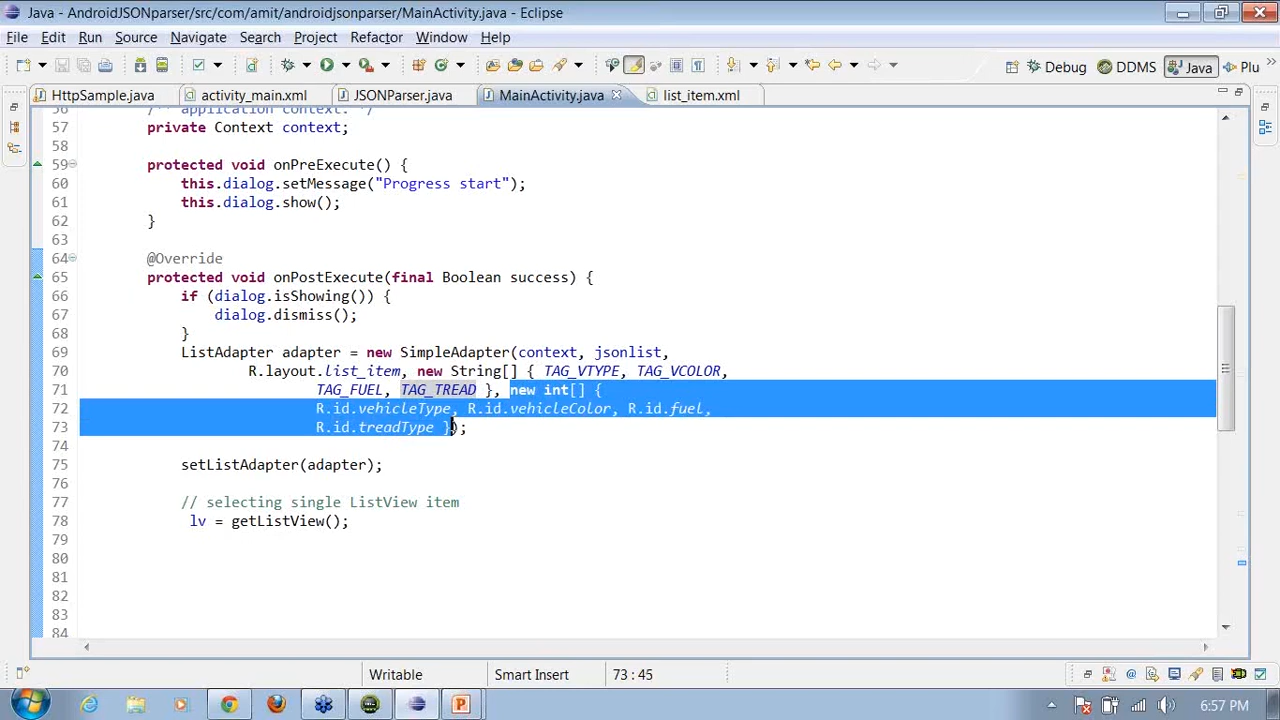 Java - AndroidJSONparser/src/com/amit/androidjsonparser/MainActivity.java - Eclipse
File Edit Run Source Navigate Search Project Refactor Window Help
Debug DDMS Java Plu
HttpSample.java activity_main.xml JSONParser.java MainActivity.java list_item.xml
56 /** application context. */
57 private Context context;
58
59 protected void onPreExecute() {
60 this.dialog.setMessage("Progress start");
61 this.dialog.show();
62 }
63
64 @Override
65 protected void onPostExecute(final Boolean success) {
66 if (dialog.isShowing()) {
67 dialog.dismiss();
68 }
69 ListAdapter adapter = new SimpleAdapter(context, jsonlist,
70 R.layout.list_item, new String[] { TAG_VTYPE, TAG_VCOLOR,
71 TAG_FUEL, TAG_TREAD }, new int[] {
72 R.id.vehicleType, R.id.vehicleColor, R.id.fuel,
73 R.id.treadType });
74
75 setListAdapter(adapter);
76
77 // selecting single ListView item
78 lv = getListView();
79
80
81
82
83
84
Writable Smart Insert 73 : 45
6:57 PM